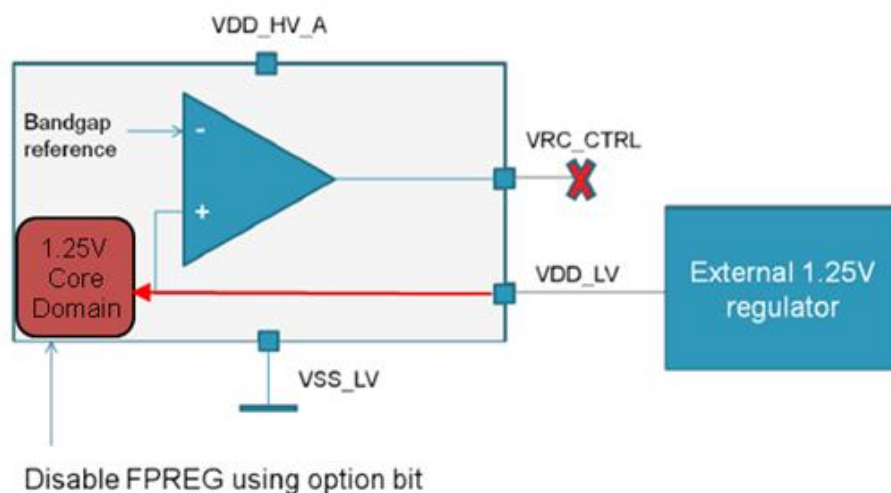 VDD_HV_A
Bandgap
reference
-
VRC_CTRL
+
1.25V
Core
Domain
VDD_LV
External 1.25V
regulator
VSS_LV
Disable FPREG using option bit